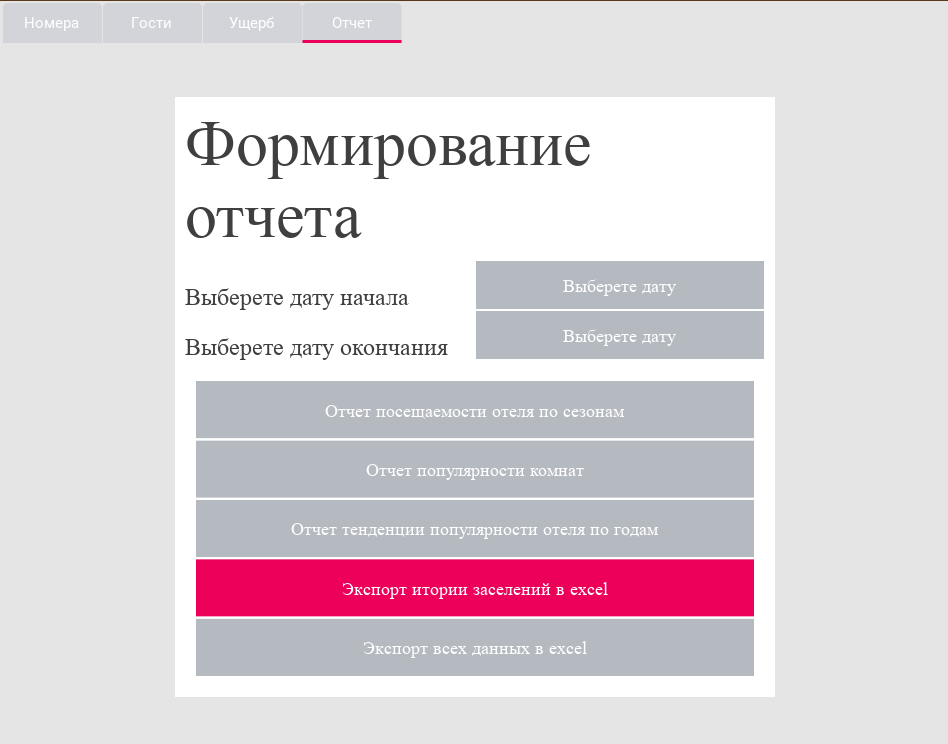 Номера Гости Ущерб Отчет
Формирование
отчета
Выберете дату начала
Выберете дату
Выберете дату окончания
Выберете дату
Отчет посещаемости отеля по сезонам
Отчет популярности комнат
Отчет тенденции популярности отеля по годам
Экспорт итории заселений в excel
Экспорт всех данных в excel